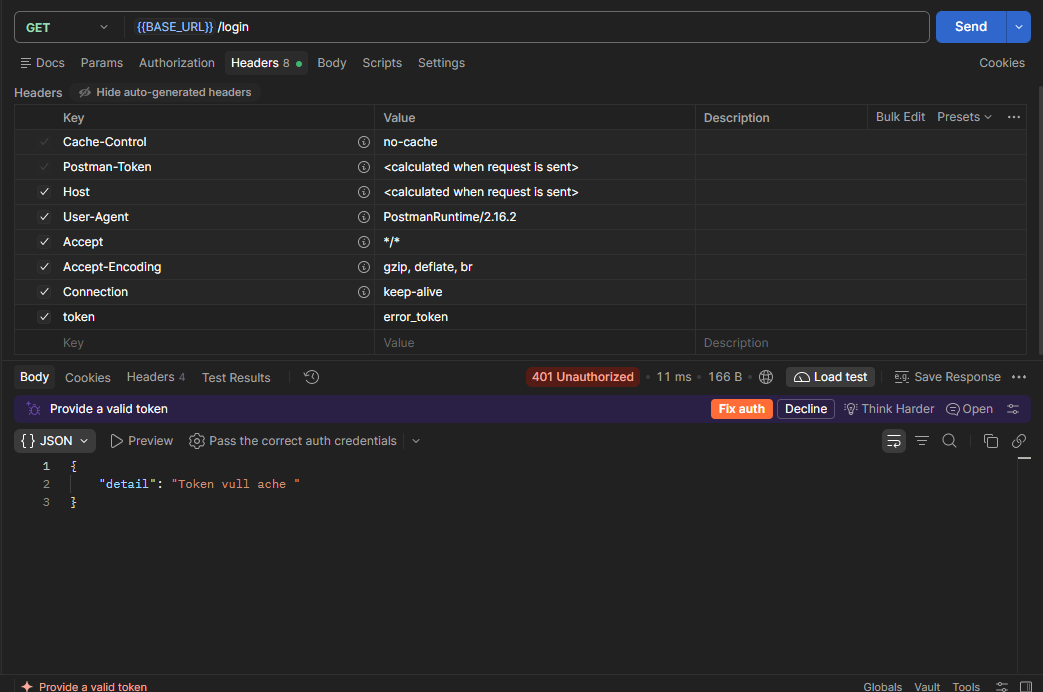 GET {{BASE_URL}} /login Send
Docs Params Authorization Headers 8 Body Scripts Settings Cookies
Headers Hide auto-generated headers
Key Value Description Bulk Edit Presets
Cache-Control no-cache
Postman-Token <calculated when request is sent>
Host <calculated when request is sent>
User-Agent PostmanRuntime/2.16.2
Accept */*
Accept-Encoding gzip, deflate, br
Connection keep-alive
token error_token
Key Value Description
Body Cookies Headers 4 Test Results 401 Unauthorized 11 ms 166 B Load test e.g. Save Response
Provide a valid token Fix auth Decline Think Harder Open
{} JSON Preview Pass the correct auth credentials
1 {
2 "detail": "Token vull ache "
3 }
Provide a valid token Globals Vault Tools